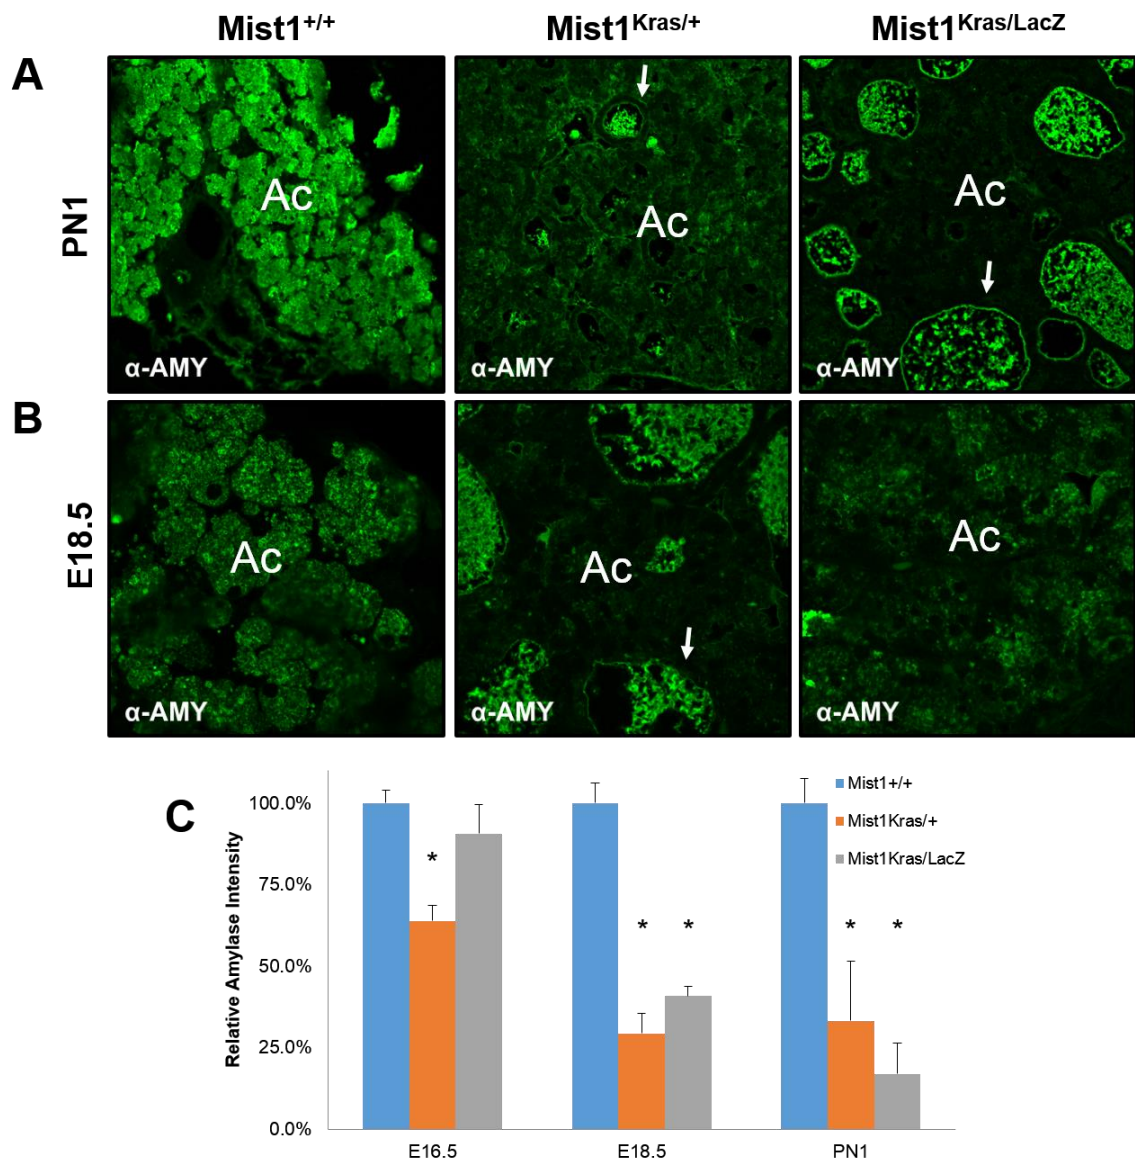 Mist1+/+ Mist1Kras/+ Mist1Kras/LacZ
A
PN1
Ac Ac Ac
α-AMY α-AMY α-AMY
B
E18.5
Ac Ac Ac
α-AMY α-AMY α-AMY
C
Relative Amylase Intensity
100.0%
75.0%
50.0%
25.0%
0.0%
* * * * *
Mist1+/+
Mist1Kras/+
Mist1Kras/LacZ
E16.5 E18.5 PN1